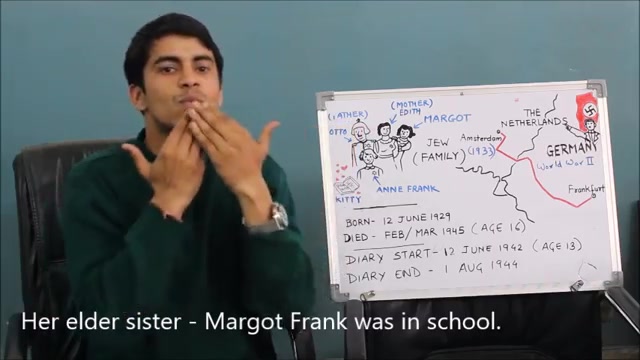 (FATHER)
OTTO
(MOTHER)
EDITH
MARGOT
JEW
(FAMILY)
ANNE FRANK
KITTY
THE
NETHERLANDS
Amsterdam
(1933)
GERMANY
World War II
Frankfurt
BORN- 12 JUNE 1929
DIED - FEB/MAR 1945 (AGE 16)
DIARY START- 12 JUNE 1942 (AGE 13)
DIARY END - 1 AUG 1944
Her elder sister - Margot Frank was in school.